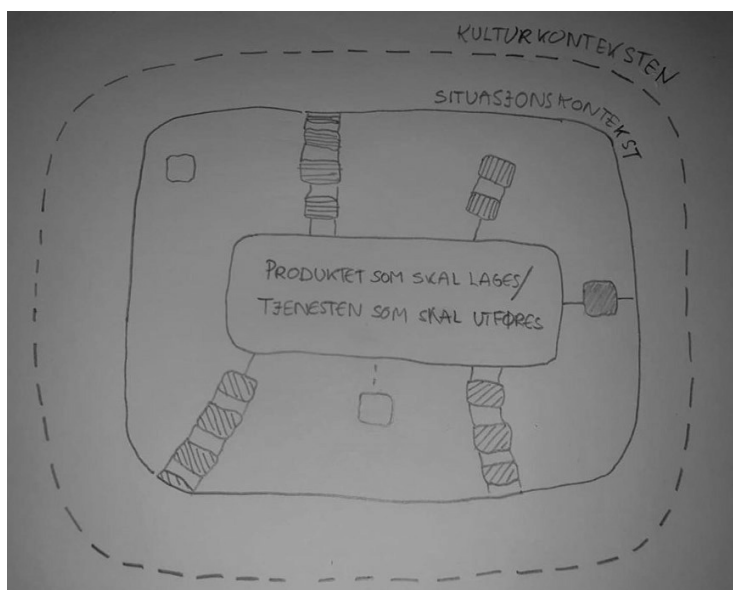 KULTURKONTEKSTEN
SITUASJONSKONTEKST
PRODUKTET SOM SKAL LAGES/
TJENESTEN SOM SKAL UTFØRES